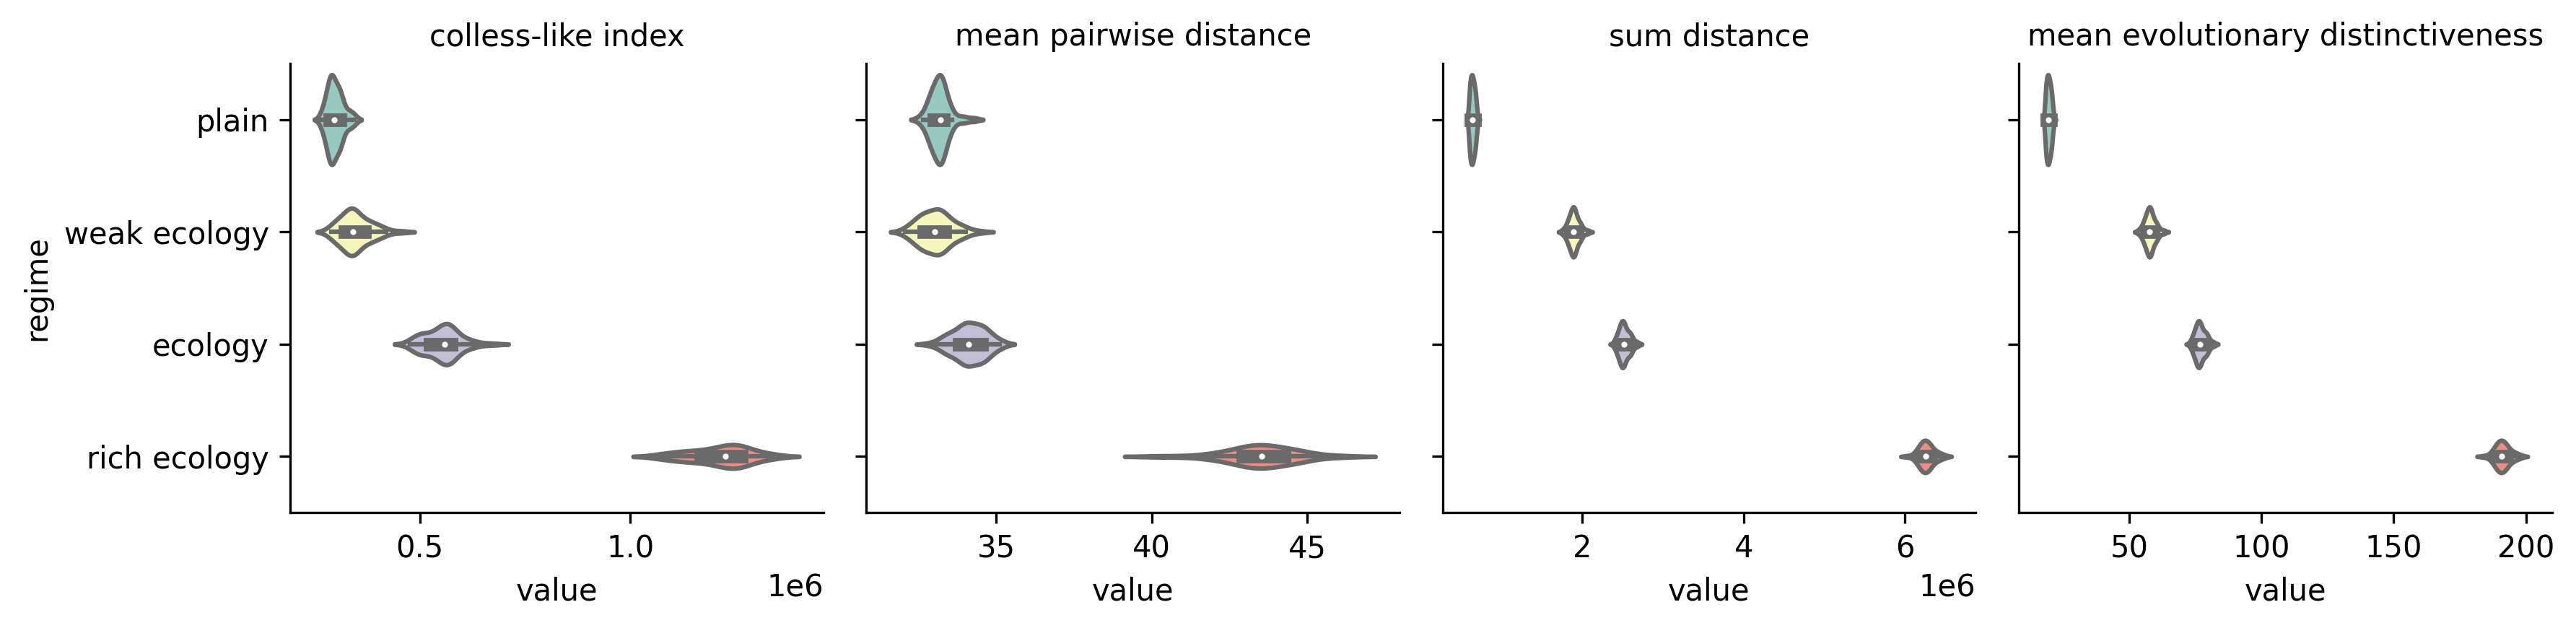 colless-like index
mean pairwise distance
sum distance
mean evolutionary distinctiveness
regime
plain
weak ecology
ecology
rich ecology
0.5 1.0
1e6
value
35 40 45
value
2 4 6
1e6
value
50 100 150 200
value